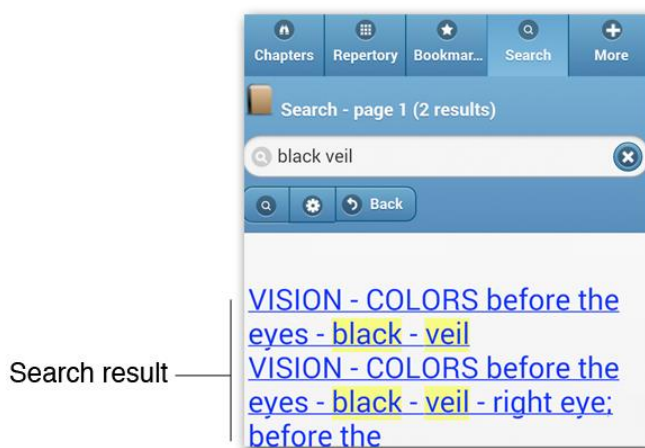 Chapters Repertory Bookmar... Search More
Search - page 1 (2 results)
black veil
Back
VISION - COLORS before the
eyes - black - veil
VISION - COLORS before the
eyes - black - veil - right eye;
before the
Search result